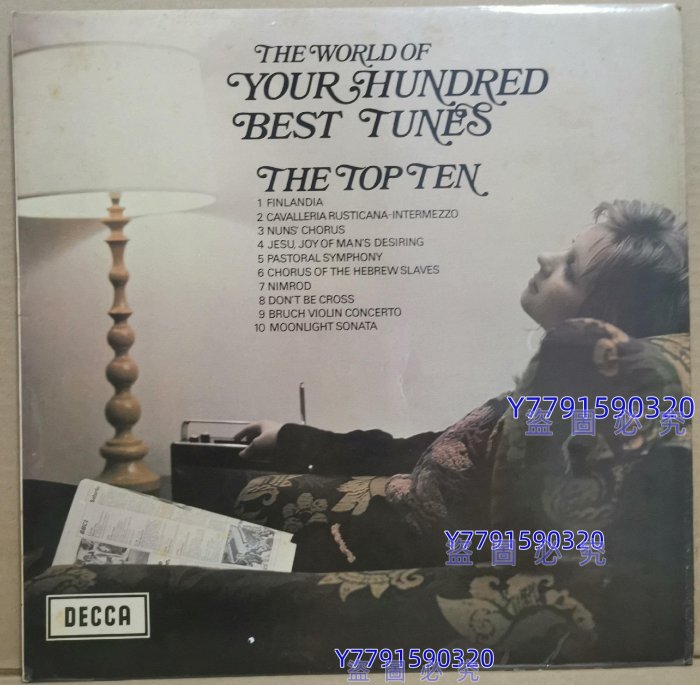 THE WORLD OF
YOUR HUNDRED
BEST TUNES
THE TOP TEN
1 FINLANDIA
2 CAVALLERIA RUSTICANA-INTERMEZZO
3 NUNS' CHORUS
4 JESU, JOY OF MAN'S DESIRING
5 PASTORAL SYMPHONY
6 CHORUS OF THE HEBREW SLAVES
7 NIMROD
8 DON'T BE CROSS
9 BRUCH VIOLIN CONCERTO
10 MOONLIGHT SONATA
Y7791590320
盜圖必究
Y7791590320
盜圖必究
DECCA
Y7791590320
盜圖必究